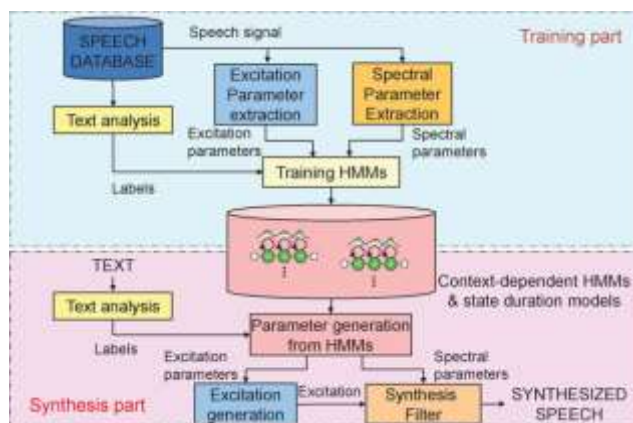 SPEECH
DATABASE
Speech signal
Training part
Excitation
Parameter
extraction
Spectral
Parameter
Extraction
Text analysis
Excitation
parameters
Spectral
parameters
Labels
Training HMMs
TEXT
Context-dependent HMMs
& state duration models
Text analysis
Parameter generation
from HMMs
Labels
Excitation
parameters
Spectral
parameters
Synthesis part
Excitation
generation
Excitation
Synthesis
Filter
SYNTHESIZED
SPEECH